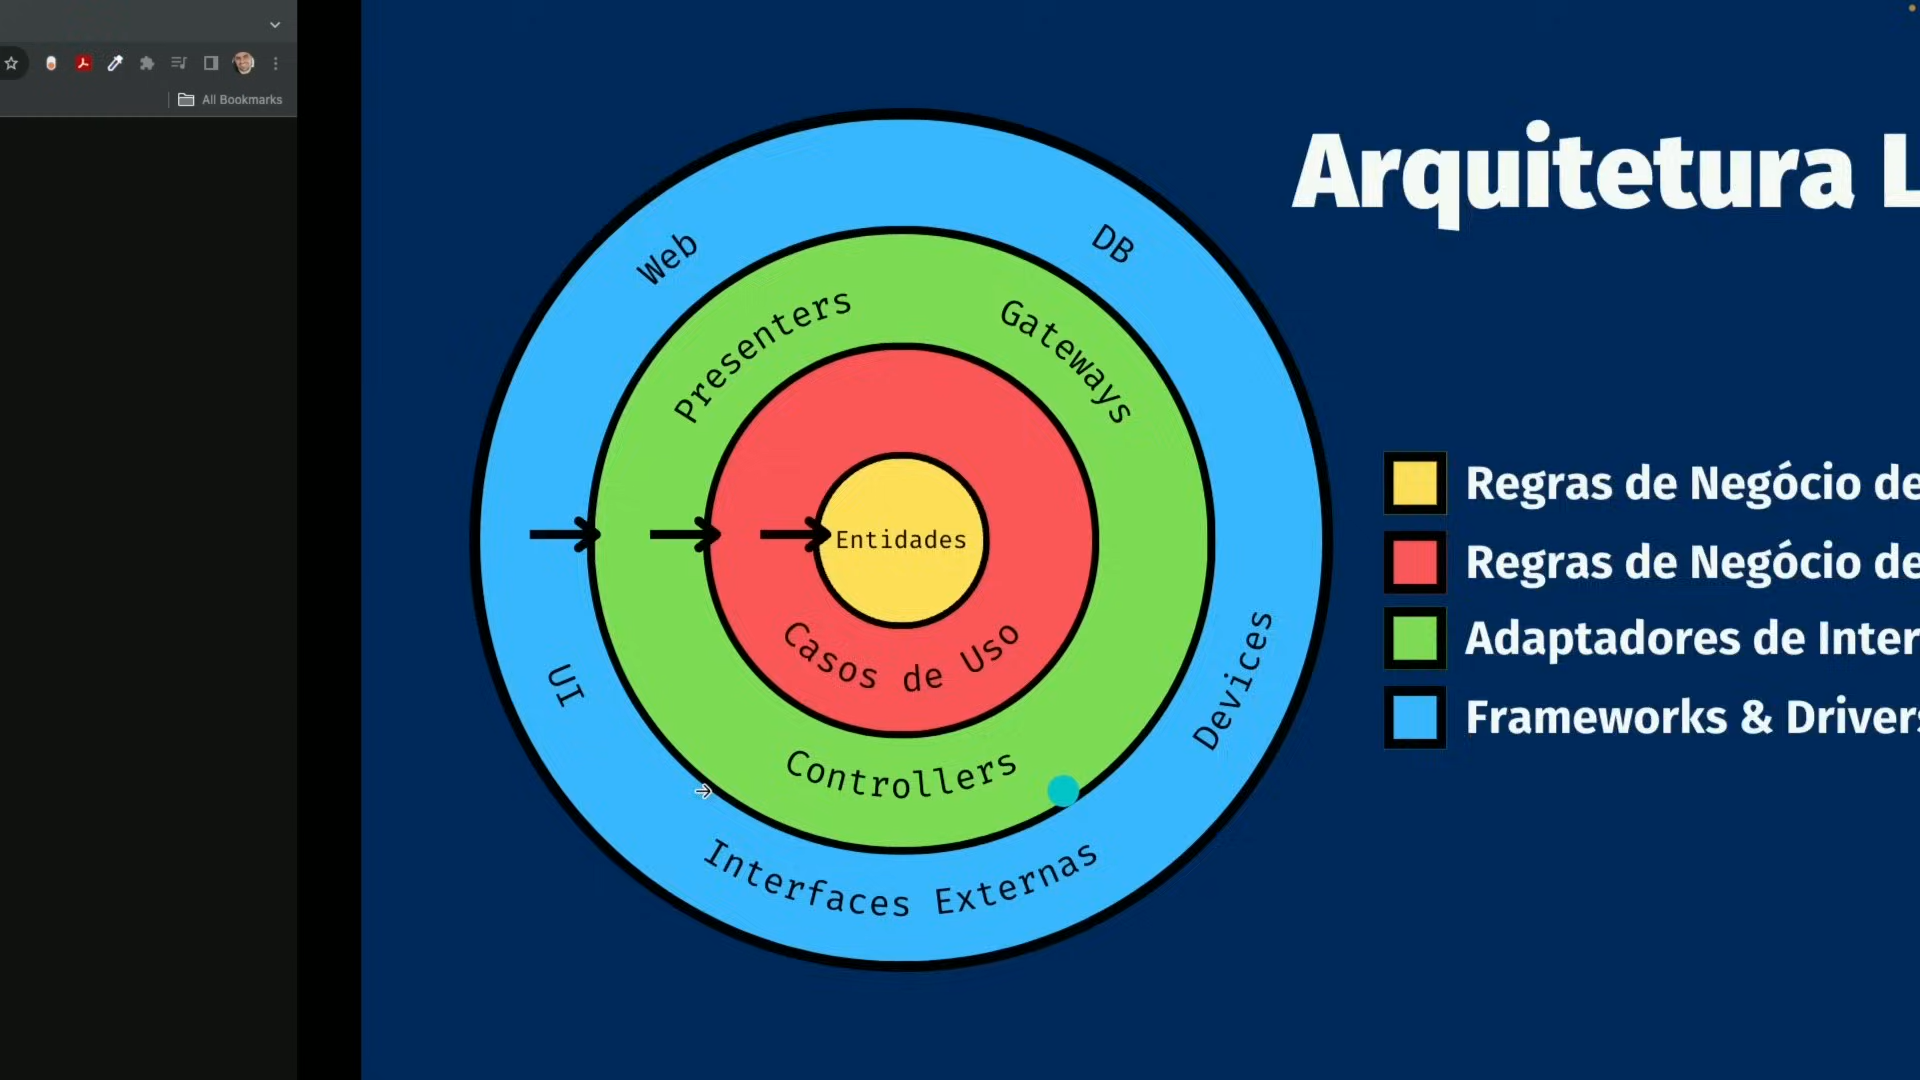 All Bookmarks
Arquitetura L
Web
DB
Presenters
Gateways
Entidades
Casos de Uso
UI
Devices
Controllers
Interfaces Externas
Regras de Negócio de
Regras de Negócio de
Adaptadores de Inter
Frameworks & Drivers